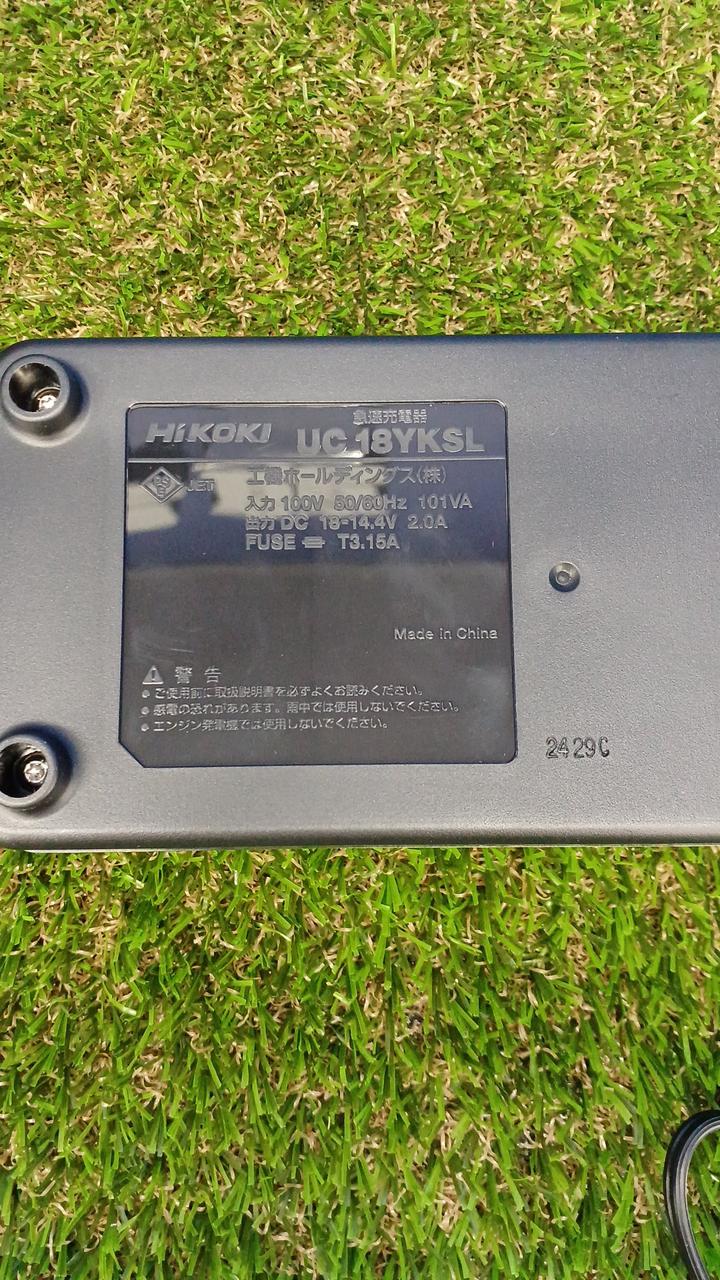 HiKOKI
急速充電器
UC 18YKSL
PS
E
JET
工機ホールディングス(株)
入力 100V 50/60Hz 101VA
出力 DC 18-14.4V 2.0A
FUSE T3.15A
Made in China
警告
● ご使用前に取扱説明書を必ずよくお読みください。
● 感電の恐れがあります。雨中では使用しないでください。
● エンジン発電機では使用しないでください。
2429C